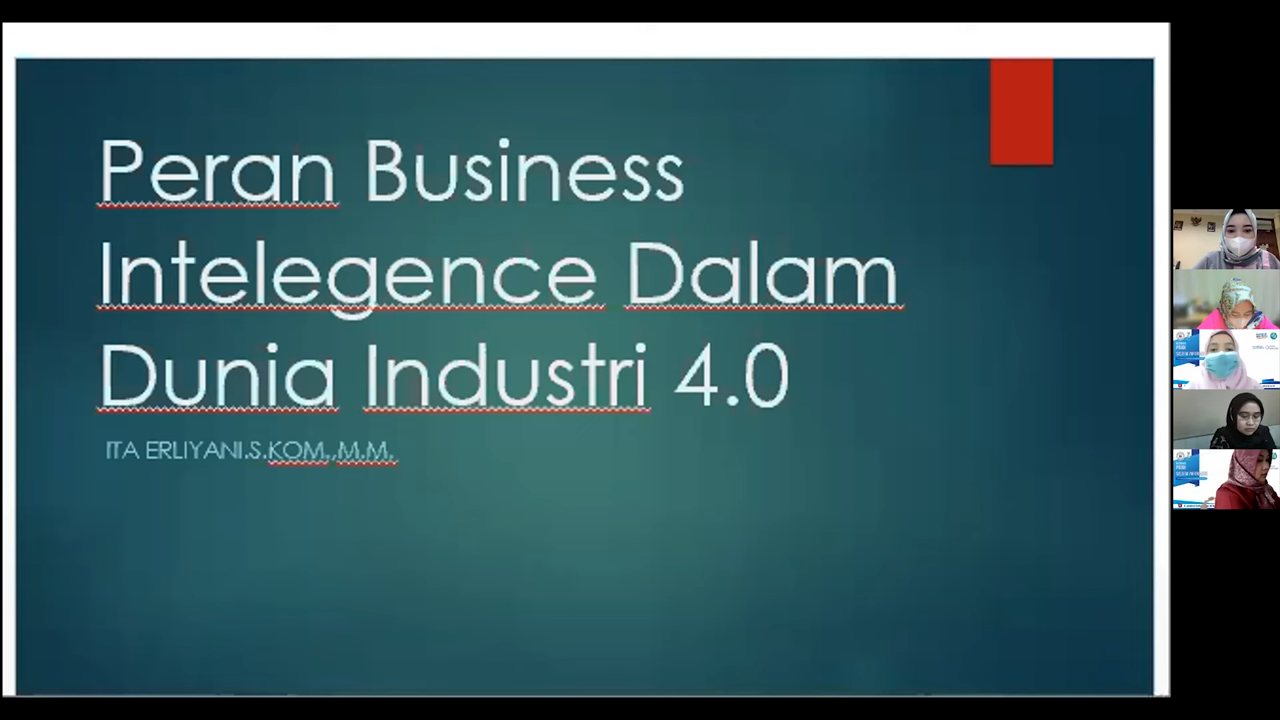 Peran Business
Intelegence Dalam
Dunia Industri 4.0
ITA ERLIYANI.S.KOM.,M.M.